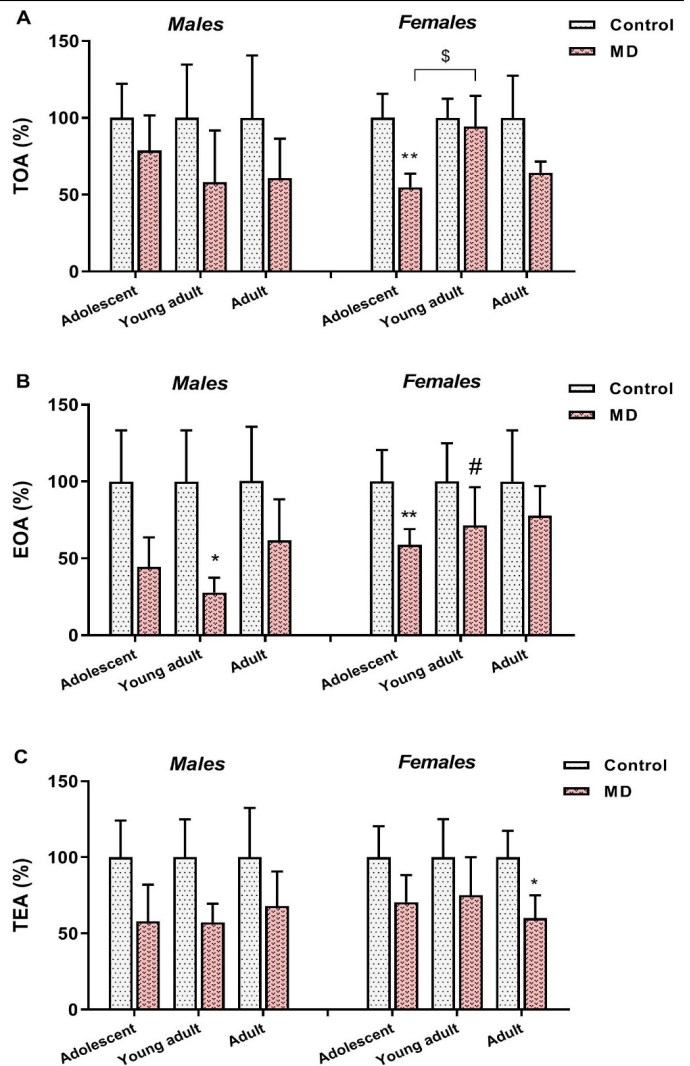 A
Males
Females
Control
MD
TOA (%)
150
100
50
0
$
**
Adolescent
Young adult
Adult
Adolescent
Young adult
Adult
B
Males
Females
Control
MD
EOA (%)
150
100
50
0
*
**
#
Adolescent
Young adult
Adult
Adolescent
Young adult
Adult
C
Males
Females
Control
MD
TEA (%)
150
100
50
0
*
Adolescent
Young adult
Adult
Adolescent
Young adult
Adult